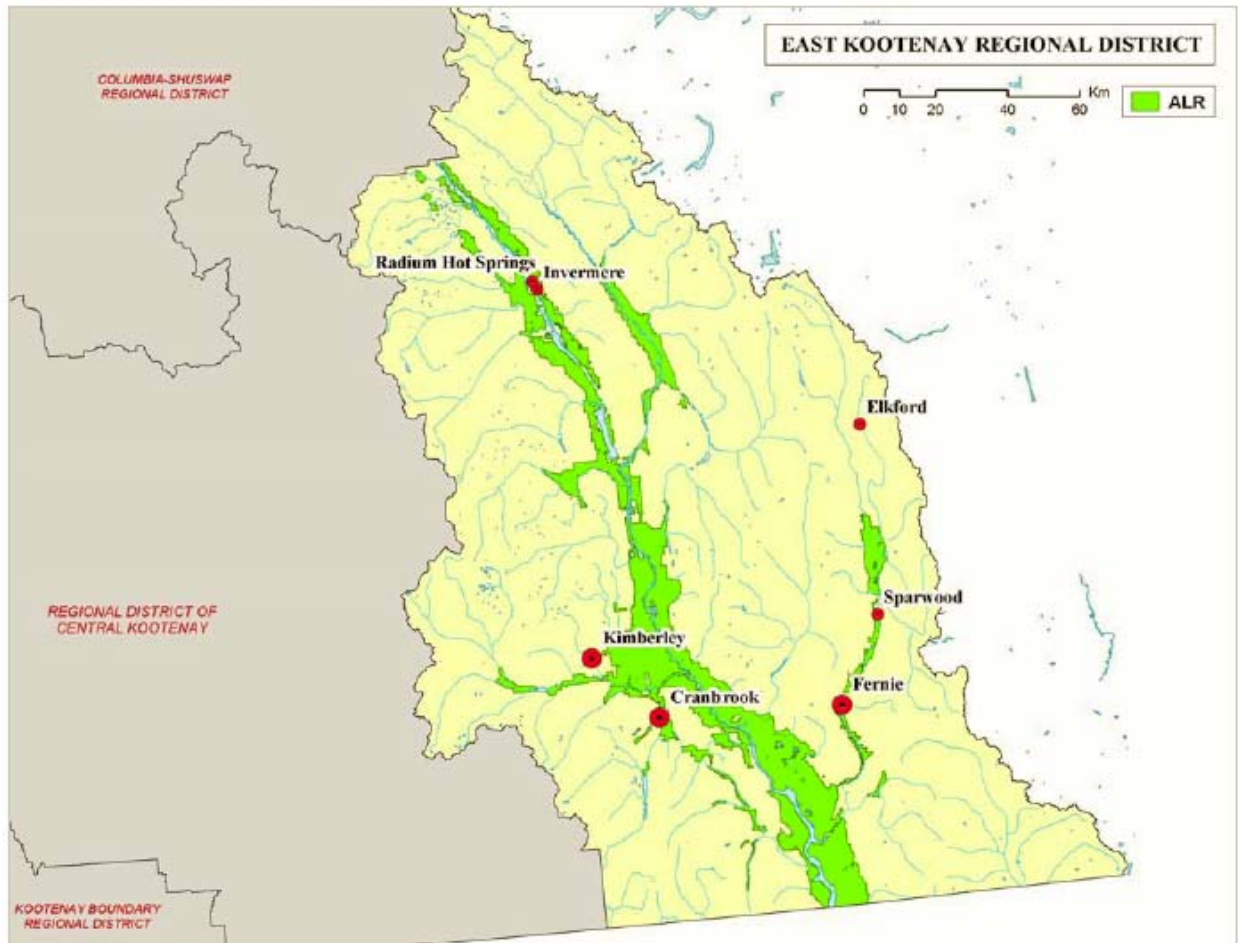 EAST KOOTENAY REGIONAL DISTRICT
Km
0 10 20 40 60
ALR
COLUMBIA-SHUSWAP
REGIONAL DISTRICT
Radium Hot Springs
Invermere
Elkford
Sparwood
REGIONAL DISTRICT OF
CENTRAL KOOTENAY
Kimberley
Fernie
Cranbrook
KOOTENAY BOUNDARY
REGIONAL DISTRICT